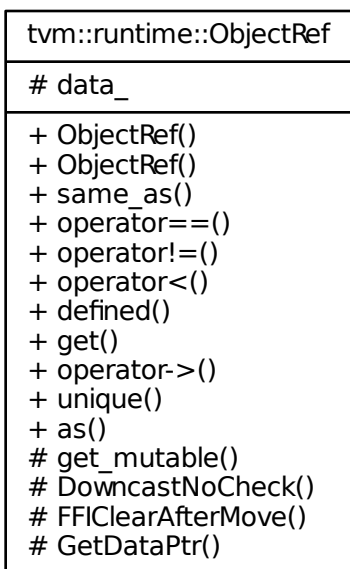 tvm::runtime::ObjectRef
# data_
+ ObjectRef()
+ ObjectRef()
+ same_as()
+ operator==()
+ operator!=()
+ operator<()
+ defined()
+ get()
+ operator->()
+ unique()
+ as()
# get_mutable()
# DowncastNoCheck()
# FFIClearAfterMove()
# GetDataPtr()